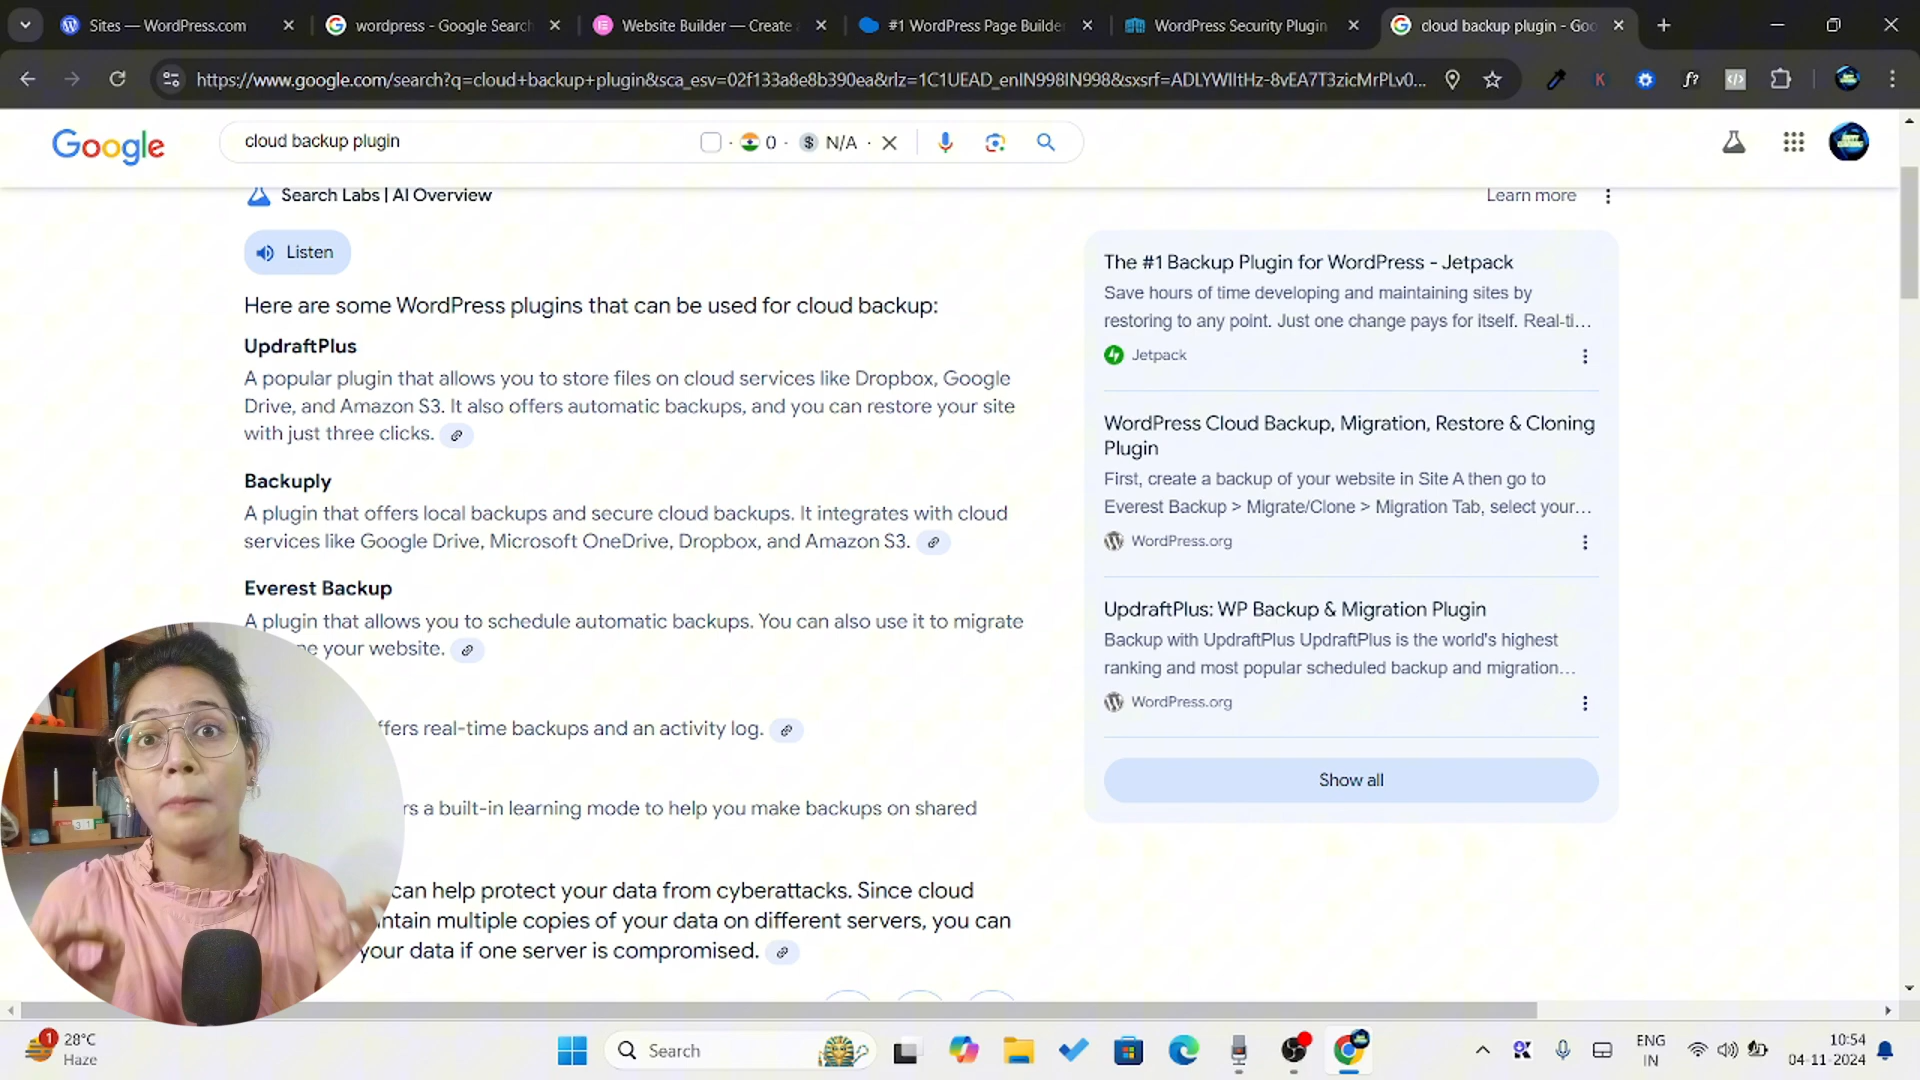 Sites — WordPress.com
wordpress - Google Searc
Website Builder — Create
#1 WordPress Page Builde
WordPress Security Plugin
cloud backup plugin - Goo
https://www.google.com/search?q=cloud+backup+plugin&sca_esv=02f133a8e8b390ea&rlz=1C1UEAD_enIN998IN998&sxsrf=ADLYWIItHz-8vEA7T3zicMrPLv0...
K
f?
Google
cloud backup plugin
· 0 · $ N/A ·
Search Labs | AI Overview
Learn more
Listen
Here are some WordPress plugins that can be used for cloud backup:
UpdraftPlus
A popular plugin that allows you to store files on cloud services like Dropbox, Google
Drive, and Amazon S3. It also offers automatic backups, and you can restore your site
with just three clicks.
Backuply
A plugin that offers local backups and secure cloud backups. It integrates with cloud
services like Google Drive, Microsoft OneDrive, Dropbox, and Amazon S3.
Everest Backup
A plugin that allows you to schedule automatic backups. You can also use it to migrate
ne your website.
ffers real-time backups and an activity log.
rs a built-in learning mode to help you make backups on shared
can help protect your data from cyberattacks. Since cloud
ntain multiple copies of your data on different servers, you can
your data if one server is compromised.
The #1 Backup Plugin for WordPress - Jetpack
Save hours of time developing and maintaining sites by
restoring to any point. Just one change pays for itself. Real-ti...
Jetpack
WordPress Cloud Backup, Migration, Restore & Cloning
Plugin
First, create a backup of your website in Site A then go to
Everest Backup > Migrate/Clone > Migration Tab, select your...
WordPress.org
UpdraftPlus: WP Backup & Migration Plugin
Backup with UpdraftPlus UpdraftPlus is the world's highest
ranking and most popular scheduled backup and migration...
WordPress.org
Show all
31
1
28°C
Haze
Search
ENG
IN
10:54
04-11-2024